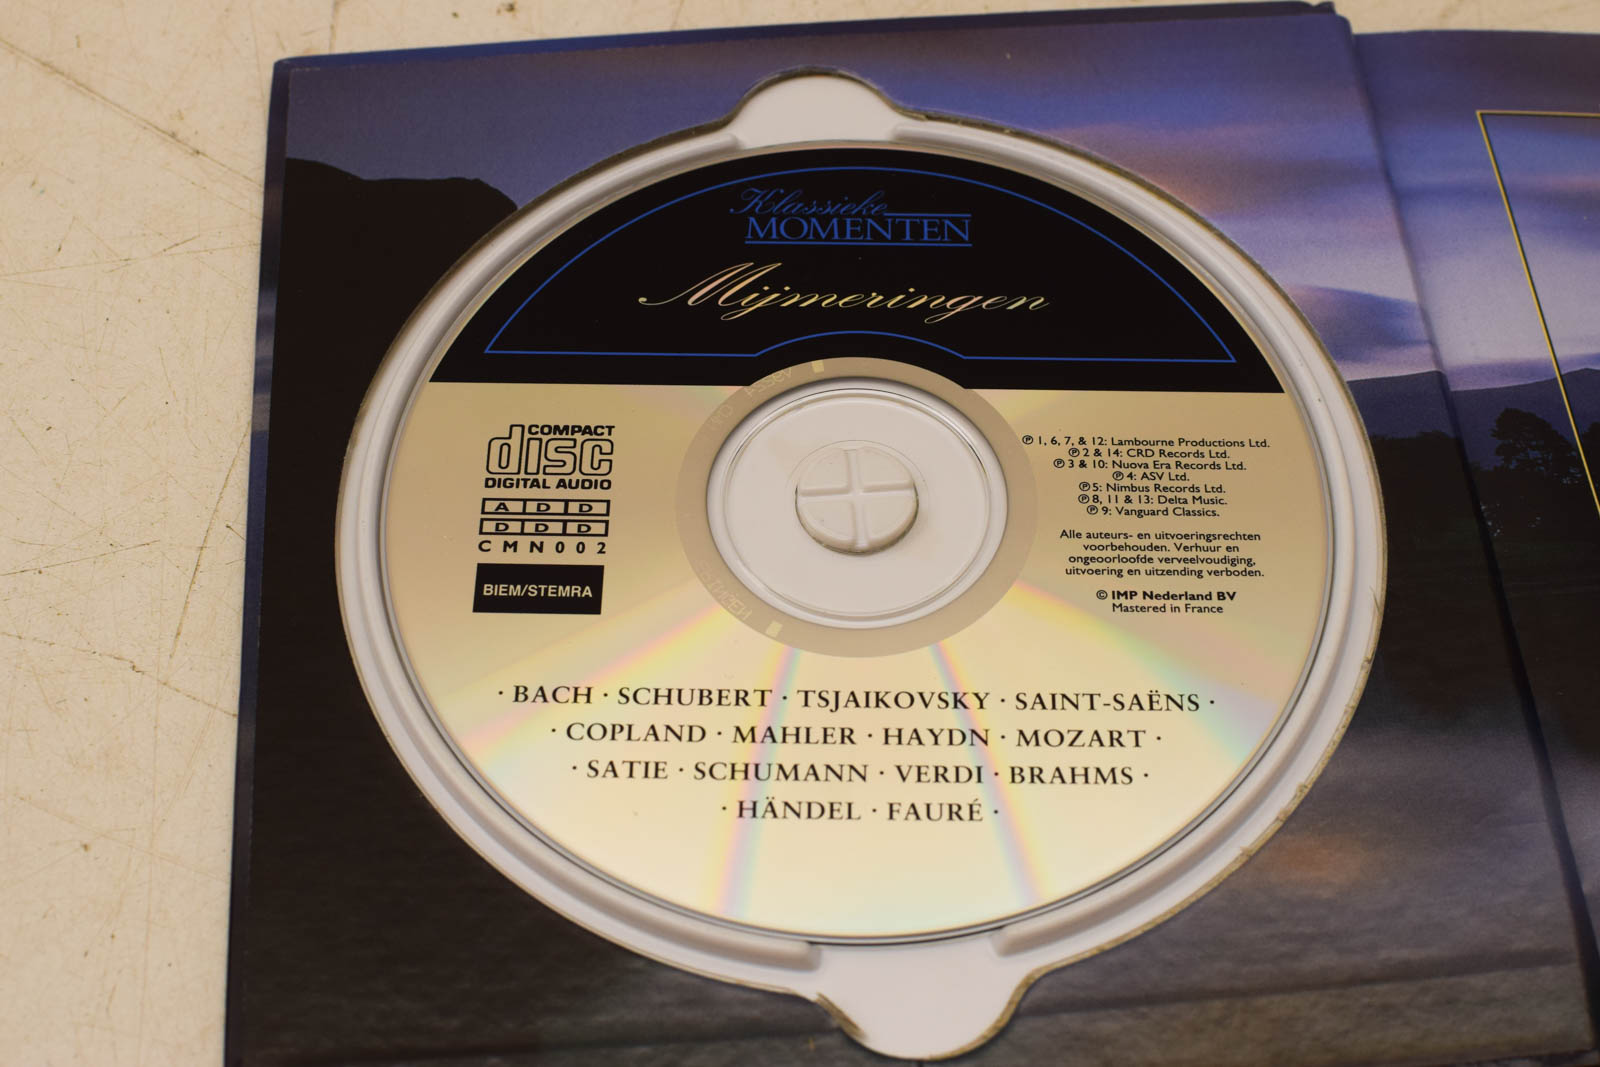 Klassieke
MOMENTEN
Mijmeringen
COMPACT
disc
DIGITAL AUDIO
A D D
D D D
CMN002
BIEM/STEMRA
℗ 1, 6, 7, & 12: Lambourne Productions Ltd.
℗ 2 & 14: CRD Records Ltd.
℗ 3 & 10: Nuova Era Records Ltd.
℗ 4: ASV Ltd.
℗ 5: Nimbus Records Ltd.
℗ 8, 11 & 13: Delta Music.
℗ 9: Vanguard Classics.
Alle auteurs- en uitvoeringsrechten
voorbehouden. Verhuur en
ongeoorloofde verveelvoudiging,
uitvoering en uitzending verboden.
© IMP Nederland BV
Mastered in France
· BACH · SCHUBERT · TSJAIKOVSKY · SAINT-SAËNS ·
· COPLAND · MAHLER · HAYDN · MOZART ·
· SATIE · SCHUMANN · VERDI · BRAHMS ·
· HÄNDEL · FAURÉ ·